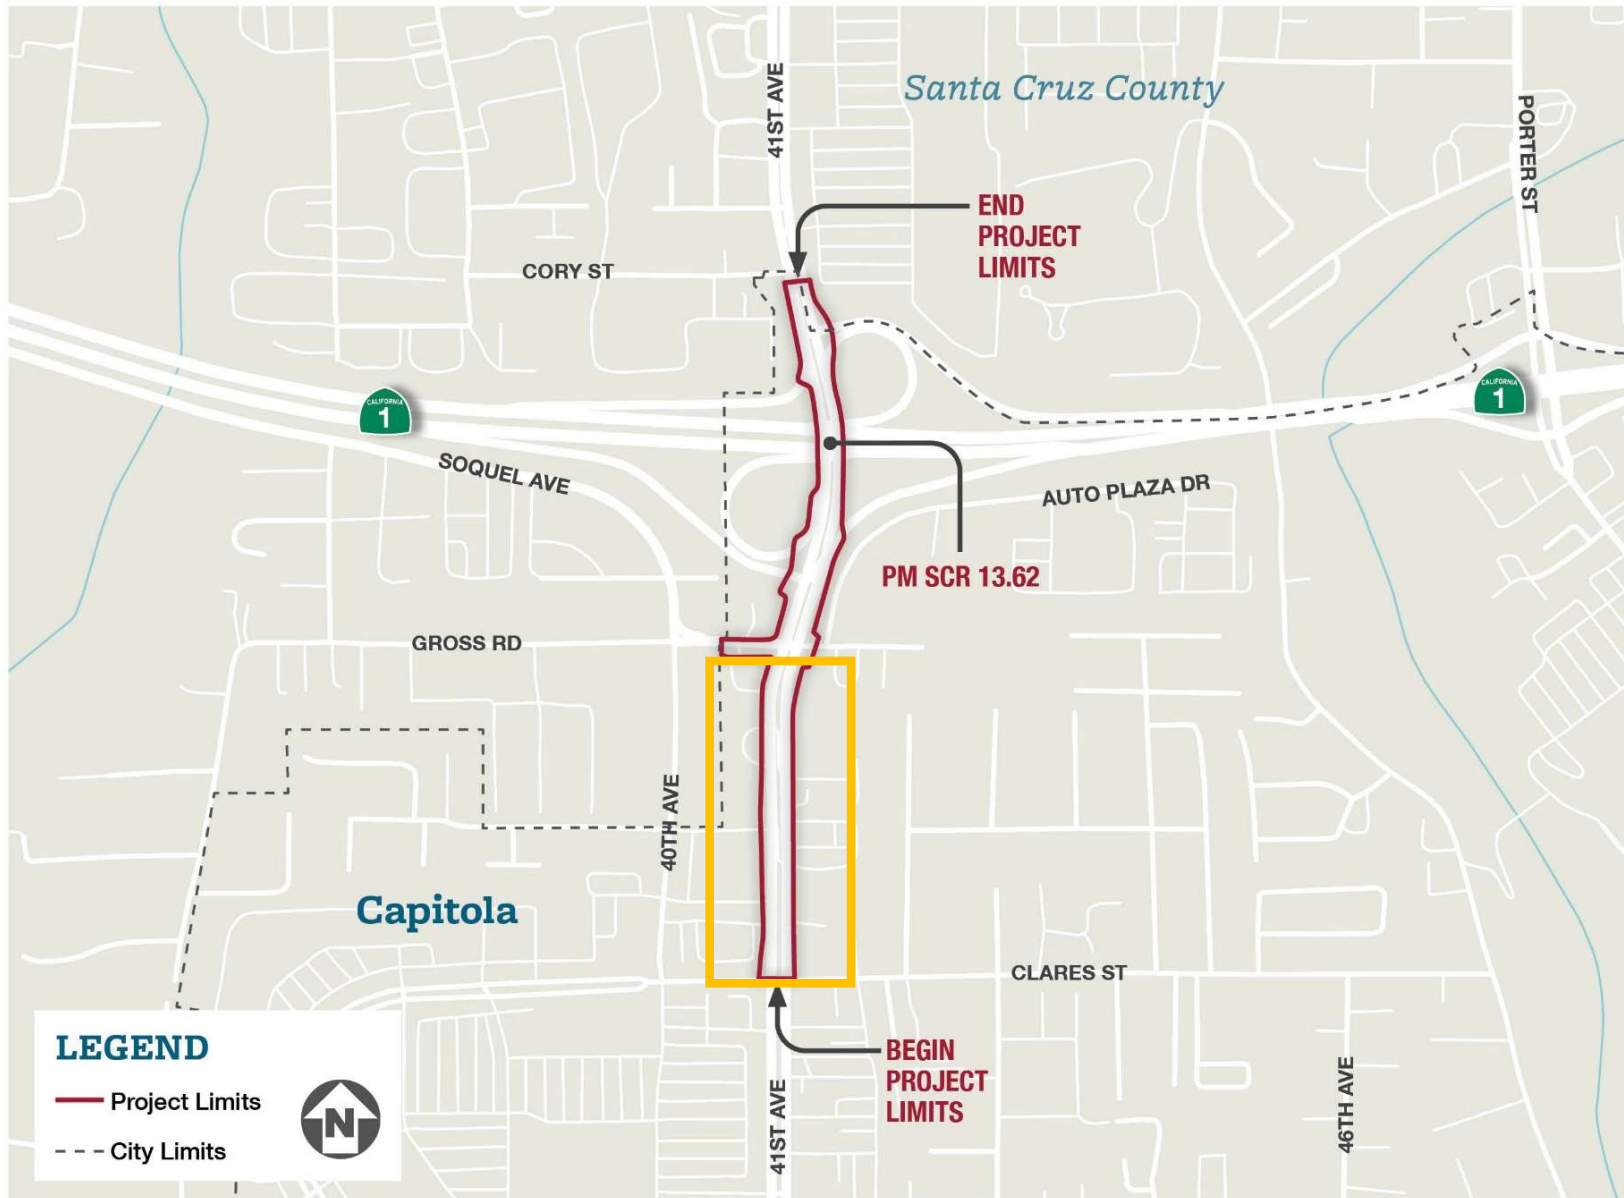 Santa Cruz County
41ST AVE
PORTER ST
END
PROJECT
LIMITS
CORY ST
CALIFORNIA
1
CALIFORNIA
1
SOQUEL AVE
AUTO PLAZA DR
PM SCR 13.62
GROSS RD
40TH AVE
Capitola
CLARES ST
BEGIN
PROJECT
LIMITS
41ST AVE
46TH AVE
LEGEND
Project Limits
City Limits
N